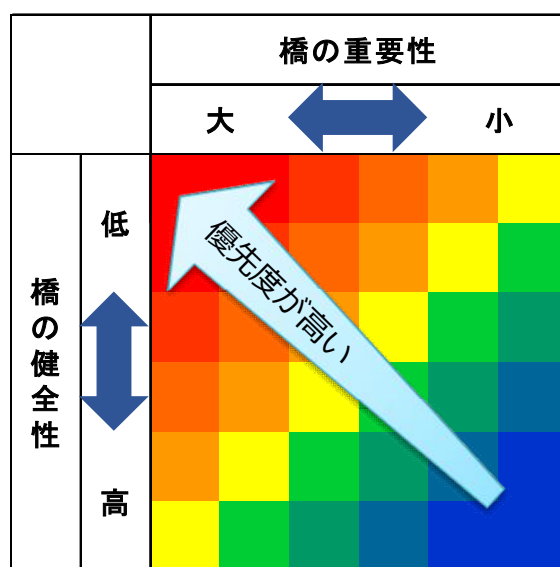 橋の重要性
大
小
橋の健全性
低
高
優先度が高い